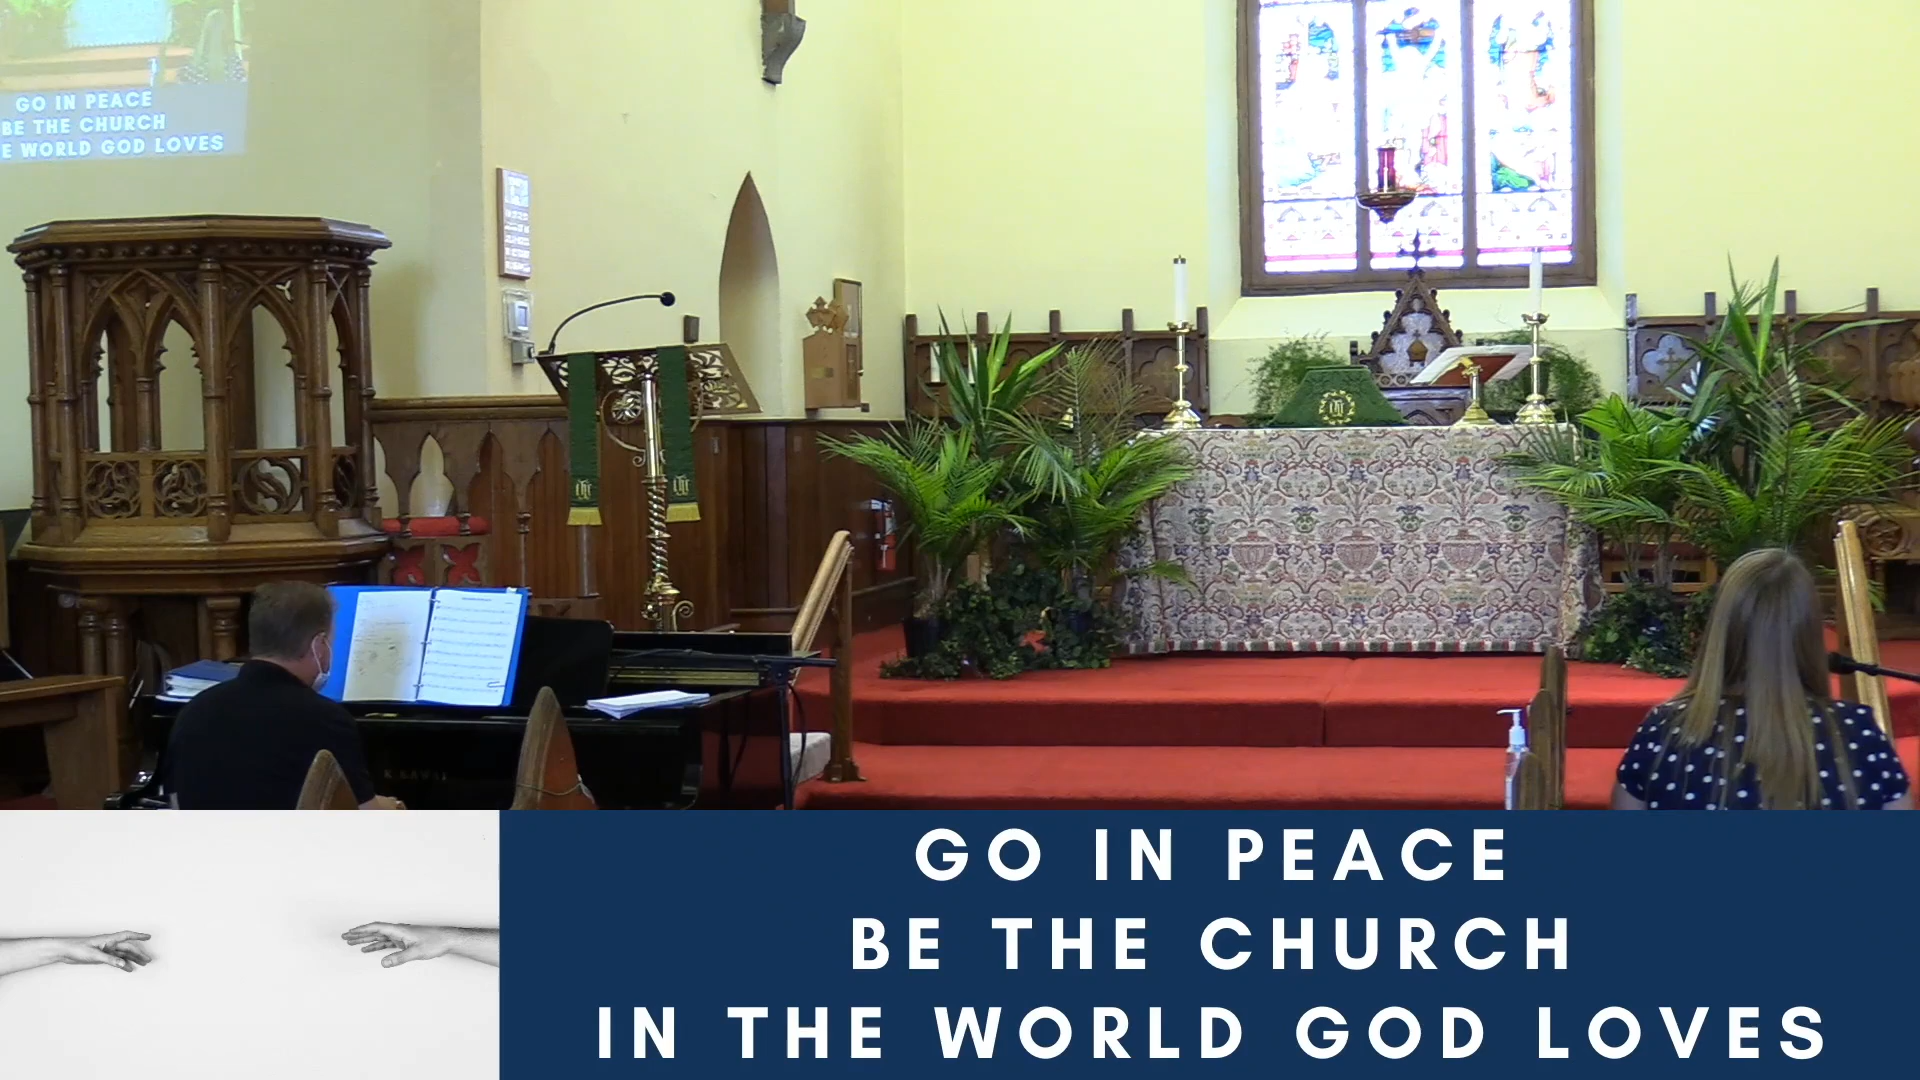 GO IN PEACE
BE THE CHURCH
E WORLD GOD LOVES
KAWAI
GO IN PEACE
BE THE CHURCH
IN THE WORLD GOD LOVES